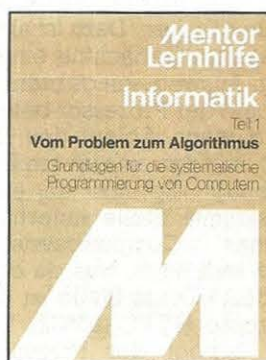 Mentor
Lernhilfe
Informatik
Teil 1
Vom Problem zum Algorithmus
Grundlagen für die systematische
Programmierung von Computern
M